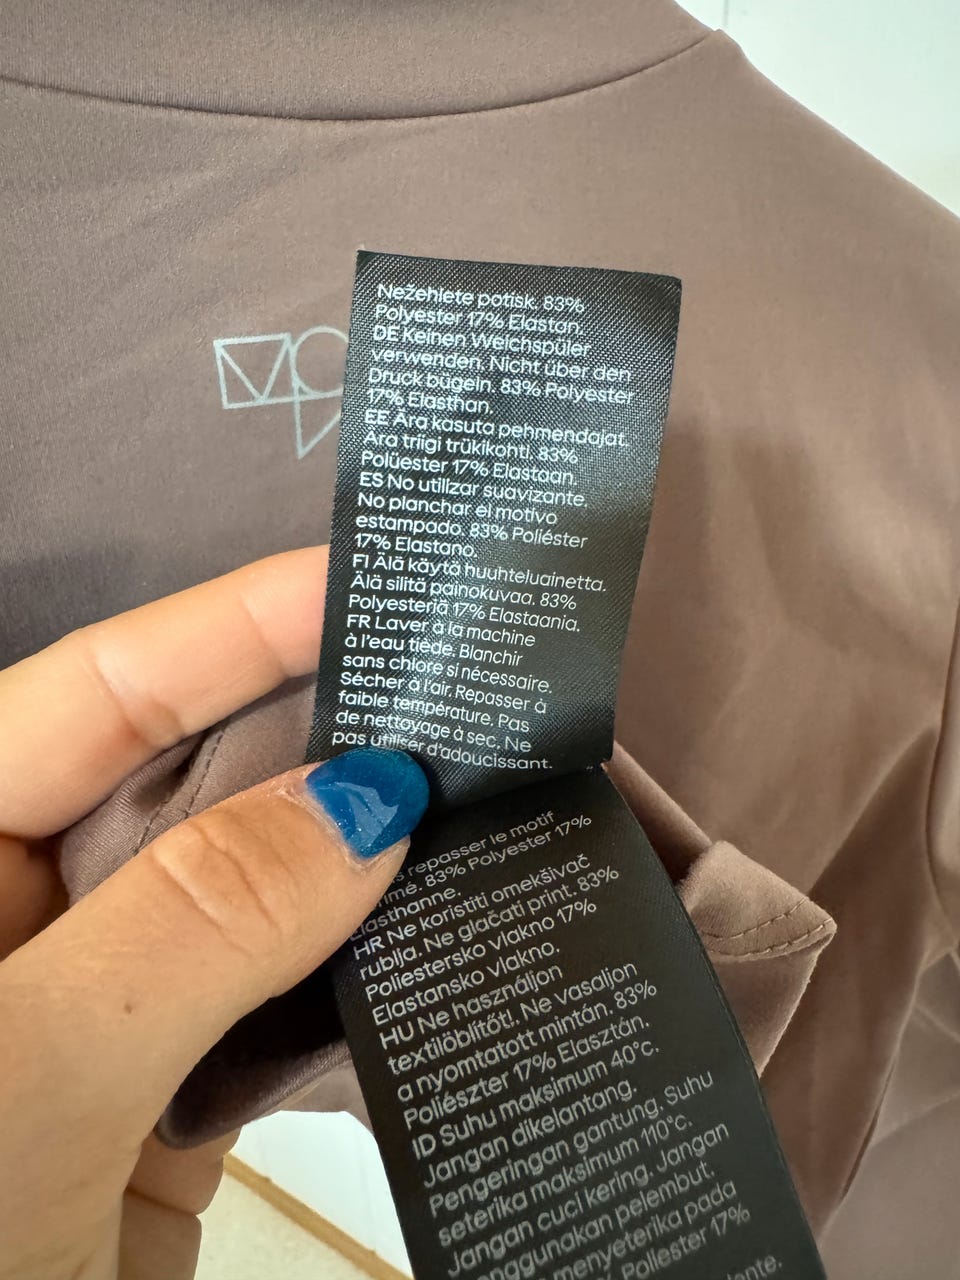 Nežehlete potisk. 83%
Polyester 17% Elastan.
DE Keinen Weichspüler
verwenden. Nicht über den
Druck bügeln. 83% Polyester
17% Elasthan.
EE Ära kasuta pehmendajat.
Ära triigi trükikohti. 83%
Polüester 17% Elastaan.
ES No utilizar suavizante.
No planchar el motivo
estampado. 83% Poliéster
17% Elastano.
FI Älä käytä huuhteluainetta.
Älä silitä painokuvaa. 83%
Polyesteriä 17% Elastaania.
FR Laver à la machine
à l'eau tiède. Blanchir
sans chlore si nécessaire.
Sécher à l'air. Repasser à
faible température. Pas
de nettoyage à sec. Ne
pas utiliser d'adoucissant.
repasser le motif
83% Polyester 17%
Elasthanne.
HR Ne koristiti omekšivač
rublja. Ne glačati print. 83%
Poliestersko vlakno 17%
Elastansko vlakno.
HU Ne használjon
textilöblítőt!. Ne vasaljon
a nyomtatott mintán. 83%
Poliészter 17% Elasztán.
ID Suhu maksimum 40°c.
Jangan dikelantang.
Pengeringan gantung. Suhu
seterika maksimum 110°c.
Jangan cuci kering. Jangan
pelembut.
menyeterika pada
Poliester 17%